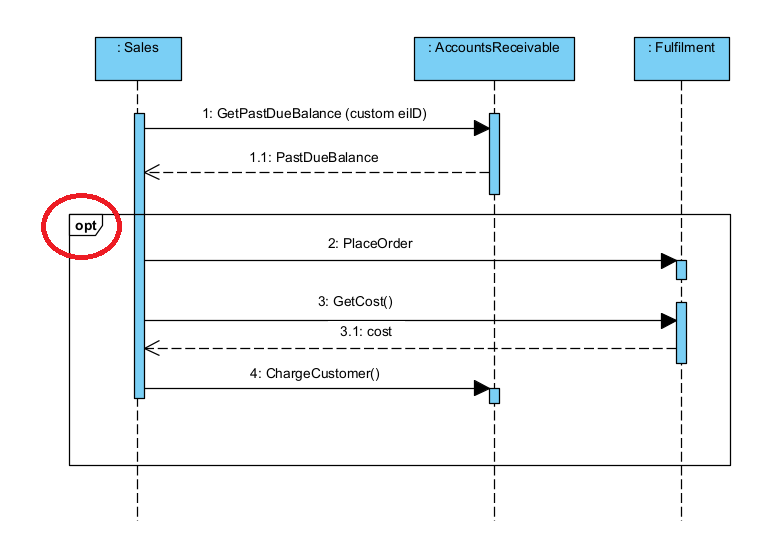 : Sales
: AccountsReceivable
: Fulfilment
1: GetPastDueBalance (custom eiID)
1.1: PastDueBalance
opt
2: PlaceOrder
3: GetCost()
3.1: cost
4: ChargeCustomer()